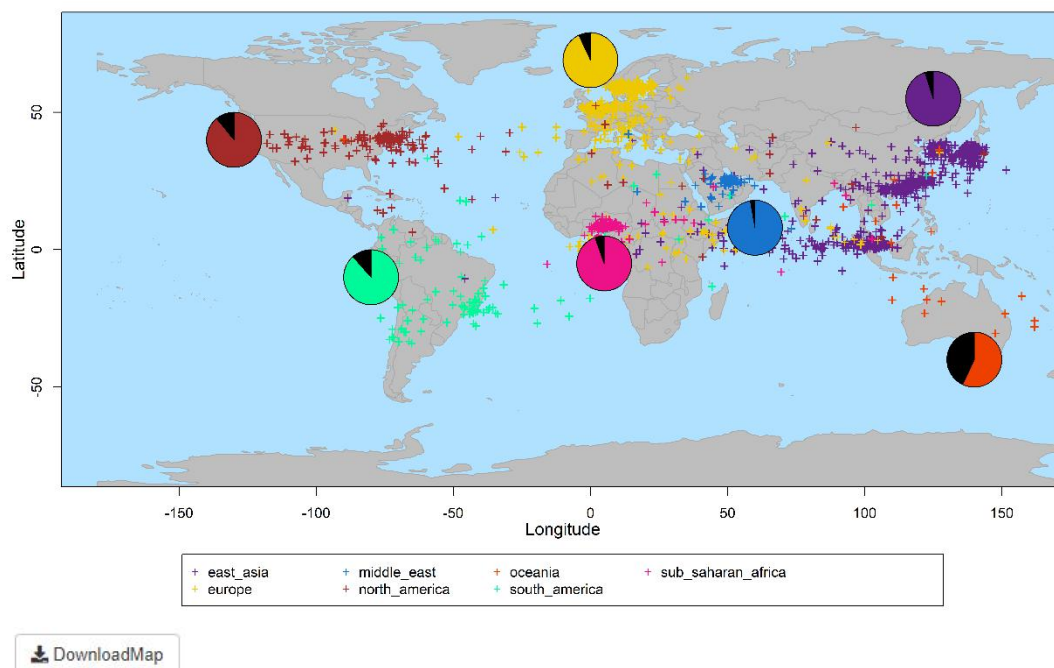 50
0
-50
Latitude
-150 -100 -50 0 50 100 150
Longitude
east_asia middle_east oceania sub_saharan_africa
europe north_america south_america
DownloadMap